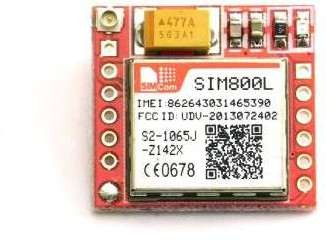 477A
563A1
SIMCom
SIM800L
IMEI:862643031465390
FCC ID:UDV-2013072402
S2-1065J
-Z142X
CE0678